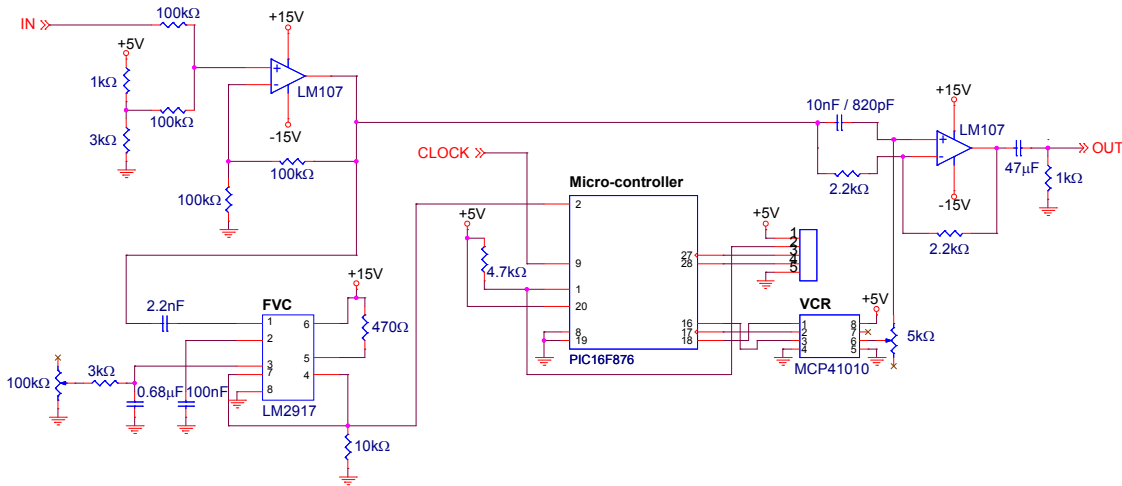 IN
100kΩ
+5V
1kΩ
3kΩ
100kΩ
+15V
+
-
LM107
-15V
100kΩ
100kΩ
CLOCK
10nF / 820pF
+15V
LM107
+
-
-15V
2.2kΩ
2.2kΩ
47μF
1kΩ
OUT
Micro-controller
+5V
4.7kΩ
2
9
1
20
8
19
27
28
16
17
18
PIC16F876
+5V
1
2
3
4
5
VCR
+5V
1
2
3
4
8
7
6
5
MCP41010
5kΩ
2.2nF
FVC
+15V
470Ω
1
2
3
7
8
6
5
4
LM2917
100kΩ
3kΩ
0.68μF
100nF
10kΩ